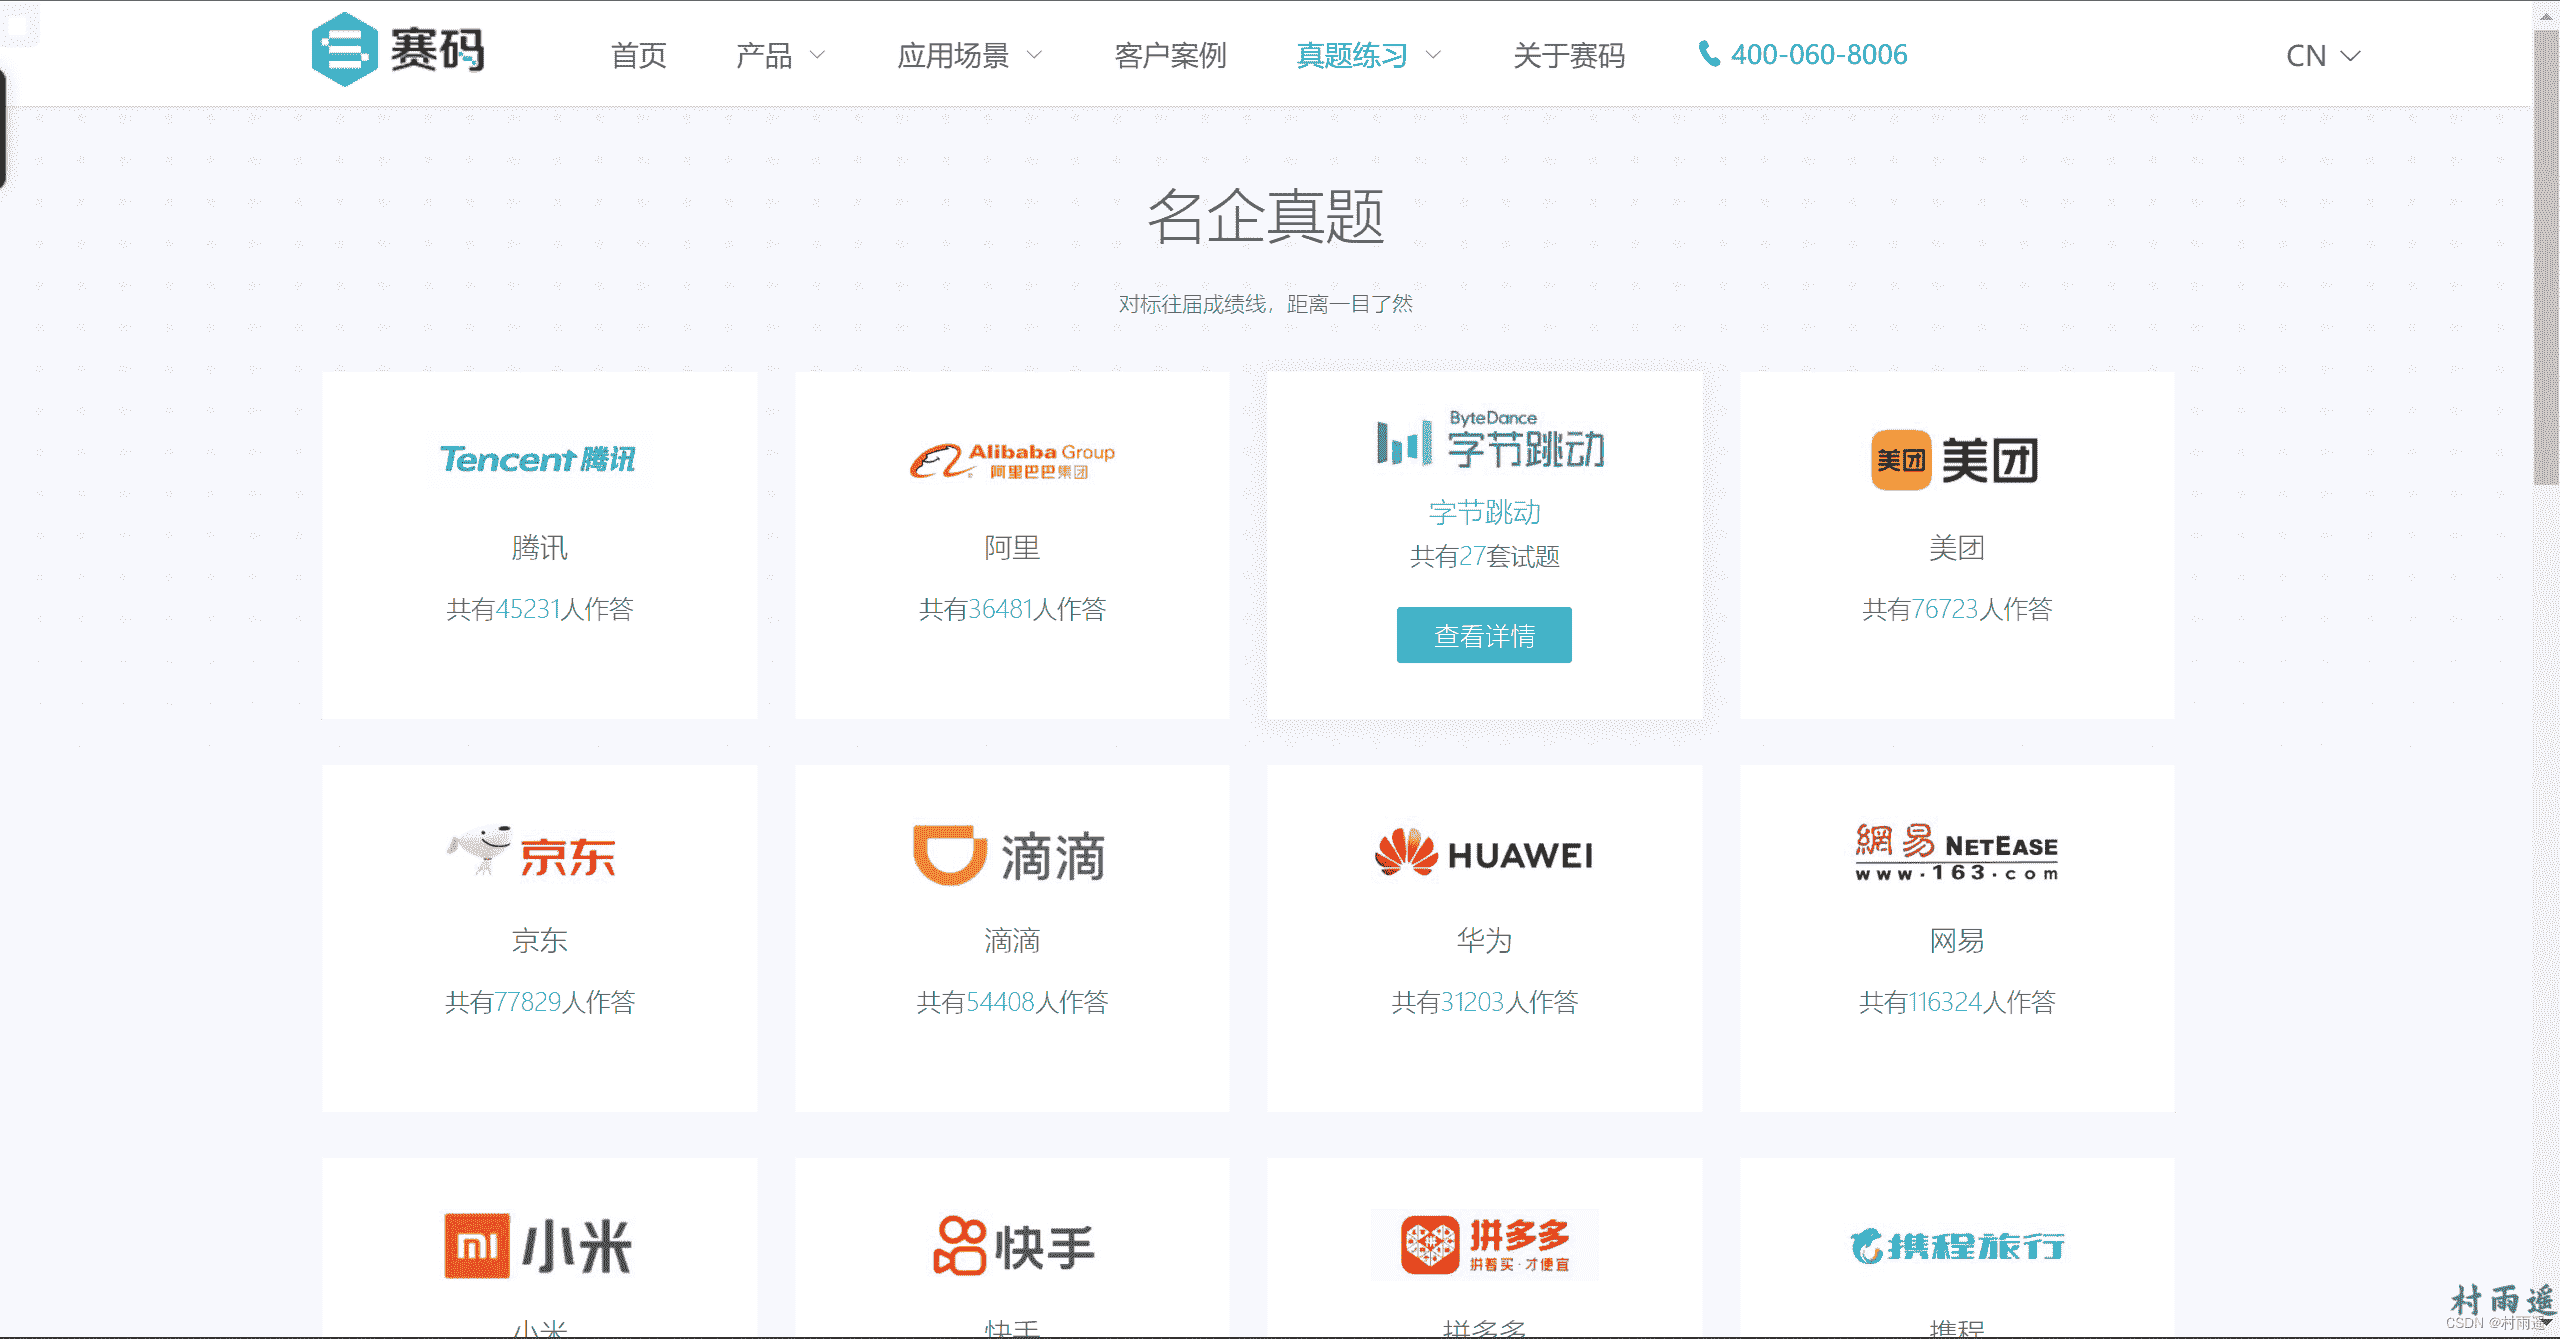 赛码
首页 产品 应用场景 客户案例 真题练习 关于赛码 400-060-8006 CN
名企真题
对标往届成绩线，距离一目了然
Tencent 腾讯
腾讯
共有45231人作答
Alibaba Group
阿里巴巴集团
阿里
共有36481人作答
ByteDance
字节跳动
字节跳动
共有27套试题
查看详情
美团 美团
美团
共有76723人作答
京东
京东
共有77829人作答
滴滴
滴滴
共有54408人作答
HUAWEI
华为
共有31203人作答
網易 NETEASE
www.163.com
网易
共有116324人作答
mi 小米
小米
快手
快手
拼 拼多多
拼着买·才便宜
拼多多
携程旅行
携程
村雨遥
CSDN @村雨遥